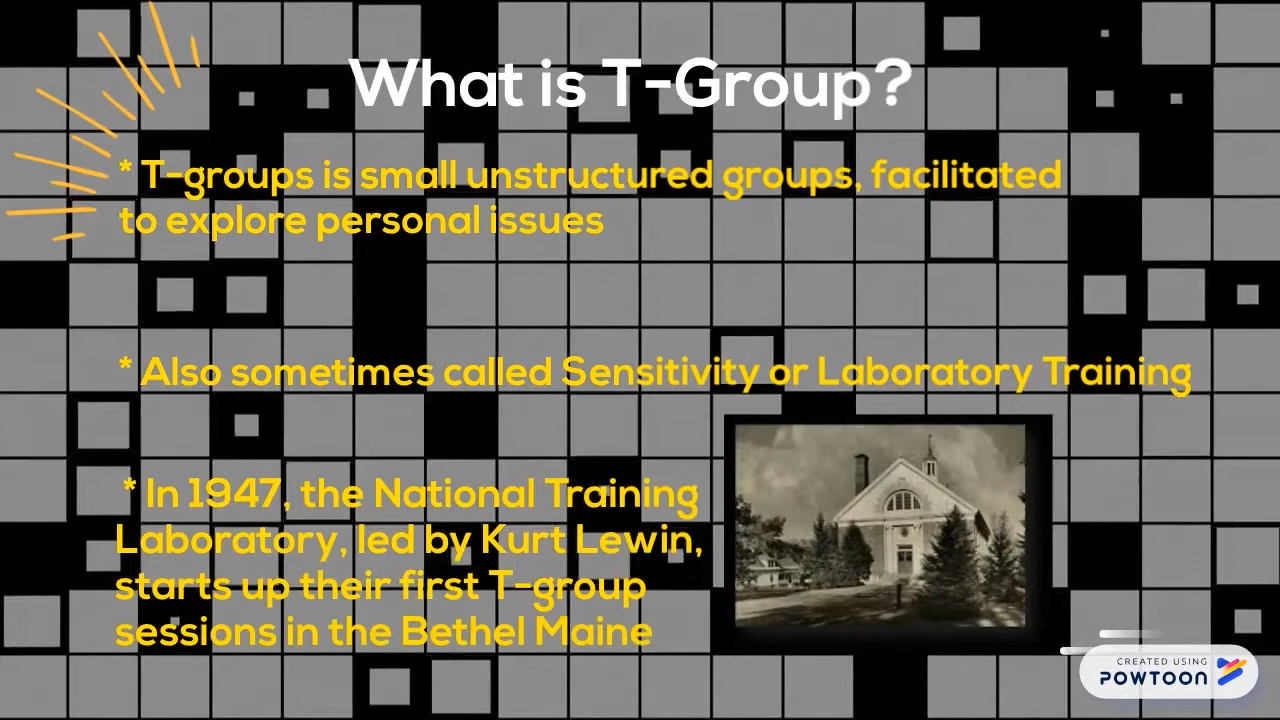 What is T-Group?
* T-groups is small unstructured groups, facilitated
to explore personal issues
* Also sometimes called Sensitivity or Laboratory Training
* In 1947, the National Training
Laboratory, led by Kurt Lewin,
starts up their first T-group
sessions in the Bethel Maine
CREATED USING
POWTOON